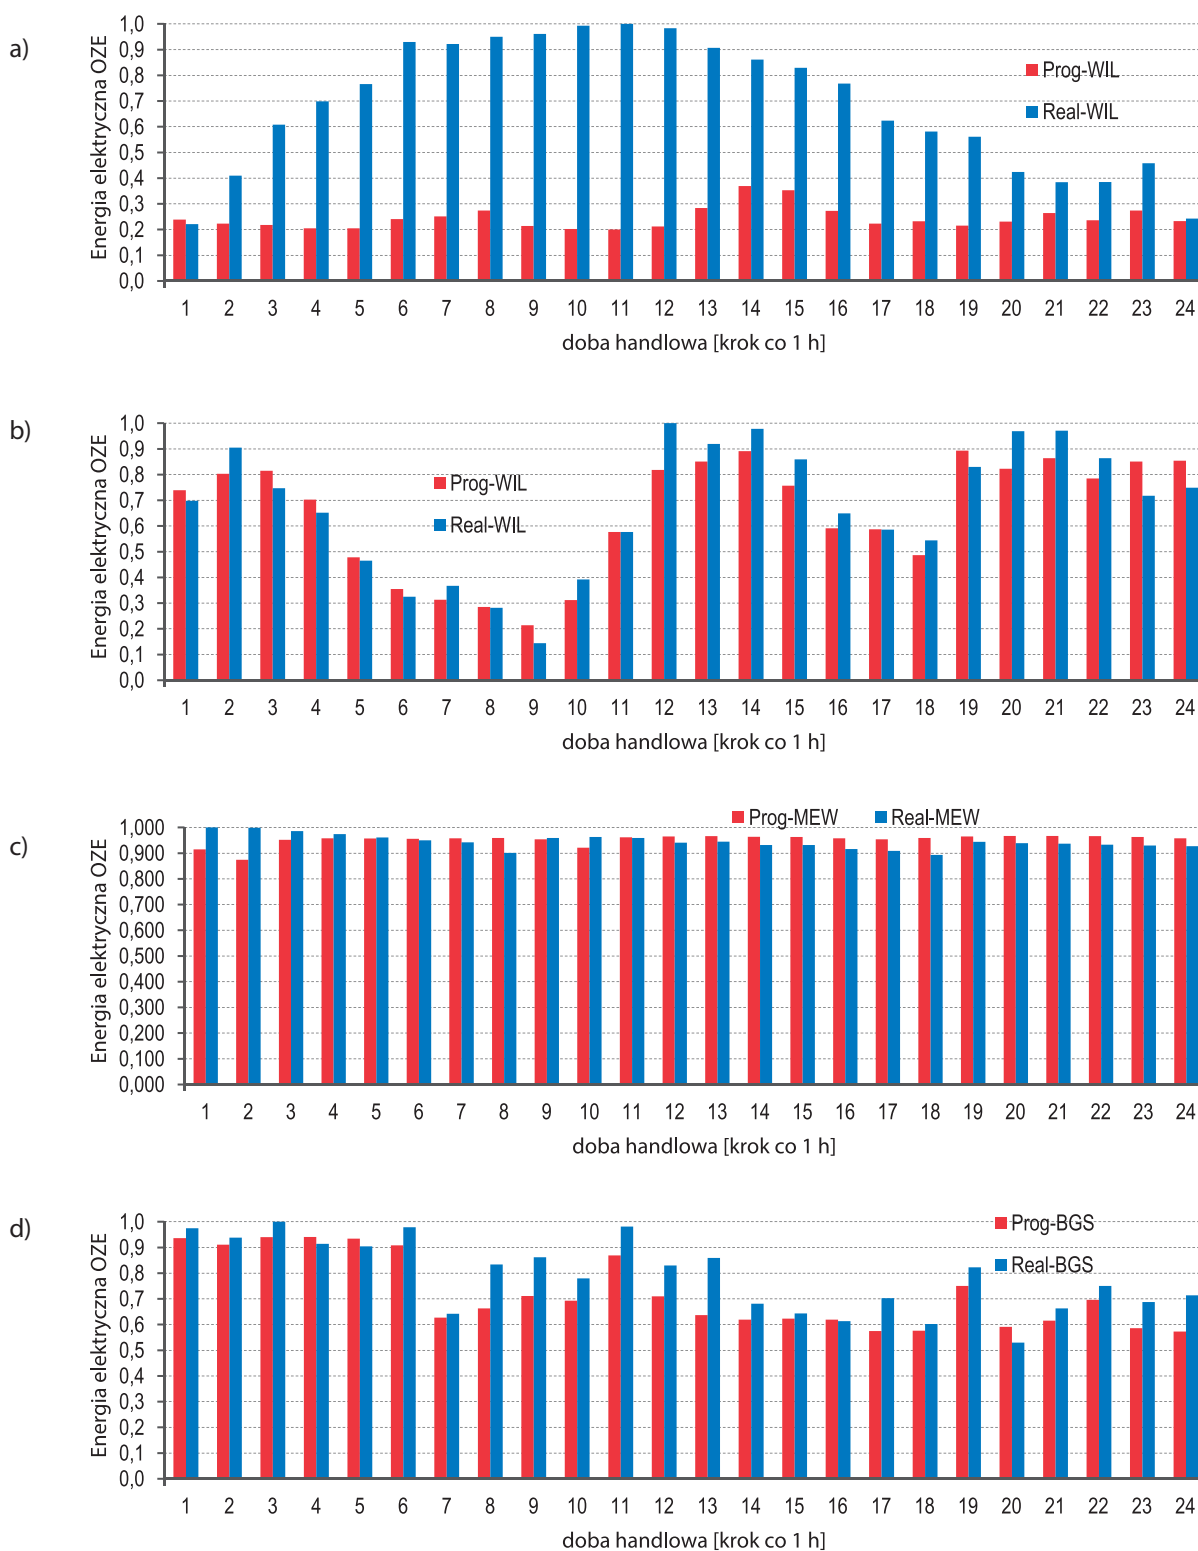 a)
Energia elektryczna OZE
1,0
0,9
0,8
0,7
0,6
0,5
0,4
0,3
0,2
0,1
0,0
Prog-WIL
Real-WIL
1 2 3 4 5 6 7 8 9 10 11 12 13 14 15 16 17 18 19 20 21 22 23 24
doba handlowa [krok co 1 h]
b)
Energia elektryczna OZE
1,0
0,9
0,8
0,7
0,6
0,5
0,4
0,3
0,2
0,1
0,0
Prog-WIL
Real-WIL
1 2 3 4 5 6 7 8 9 10 11 12 13 14 15 16 17 18 19 20 21 22 23 24
doba handlowa [krok co 1 h]
c)
Energia elektryczna OZE
Prog-MEW Real-MEW
1,000
0,900
0,800
0,700
0,600
0,500
0,400
0,300
0,200
0,100
0,000
1 2 3 4 5 6 7 8 9 10 11 12 13 14 15 16 17 18 19 20 21 22 23 24
doba handlowa [krok co 1 h]
d)
Energia elektryczna OZE
1,0
0,9
0,8
0,7
0,6
0,5
0,4
0,3
0,2
0,1
0,0
Prog-BGS
Real-BGS
1 2 3 4 5 6 7 8 9 10 11 12 13 14 15 16 17 18 19 20 21 22 23 24
doba handlowa [krok co 1 h]